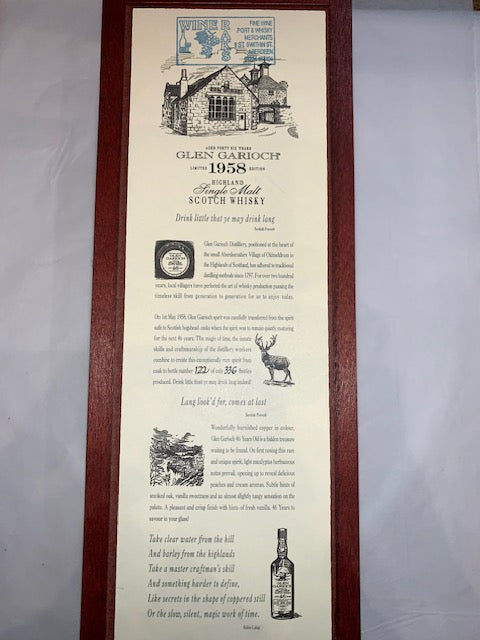 WINE RAKS
FINE WINE
PORT & WHISKY
MERCHANTS
ST. SWITHIN ST.
ABERDEEN
AGED FORTY SIX YEARS
GLEN GARIOCH
LIMITED 1958 EDITION
HIGHLAND
Single Malt
SCOTCH WHISKY
Drink little that ye may drink lang
Scottish Proverb
Glen Garioch Distillery, positioned at the heart of
the small Aberdeenshire Village of Oldmeldrum in
the Highlands of Scotland, has adhered to traditional
distilling methods since 1797. For over two hundred
years, local villagers have perfected the art of whisky production passing the
timeless skill from generation to generation for us to enjoy today.
On 1st May 1958, Glen Garioch spirit was carefully transferred from the spirit
safe to Scottish hogshead casks where the spirit was to remain quietly maturing
for the next 46 years. The magic of time, the innate
skills and craftsmanship of the distillery workers
combine to create this exceptionally rare spirit from
cask to bottle number 122 of only 336 Bottles
produced. Drink little that ye may drink lang indeed!
Lang look'd for, comes at last
Scottish Proverb
Wonderfully burnished copper in colour,
Glen Garioch 46 Years Old is a hidden treasure
waiting to be found. On first nosing this rare
and unique spirit, light eucalyptus herbaceous
notes prevail, opening up to reveal delicious
peaches and cream aromas. Subtle hints of
smoked oak, vanilla sweetness and an almost slightly tangy sensation on the
palate. A pleasant and crisp finish with hints of fresh vanilla. 46 Years to
savour in your glass!
Take clear water from the hill
And barley from the highlands
Take a master craftman's skill
And something harder to define,
Like secrets in the shape of coppered still
Or the slow, silent, magic work of time.
Robin Laing